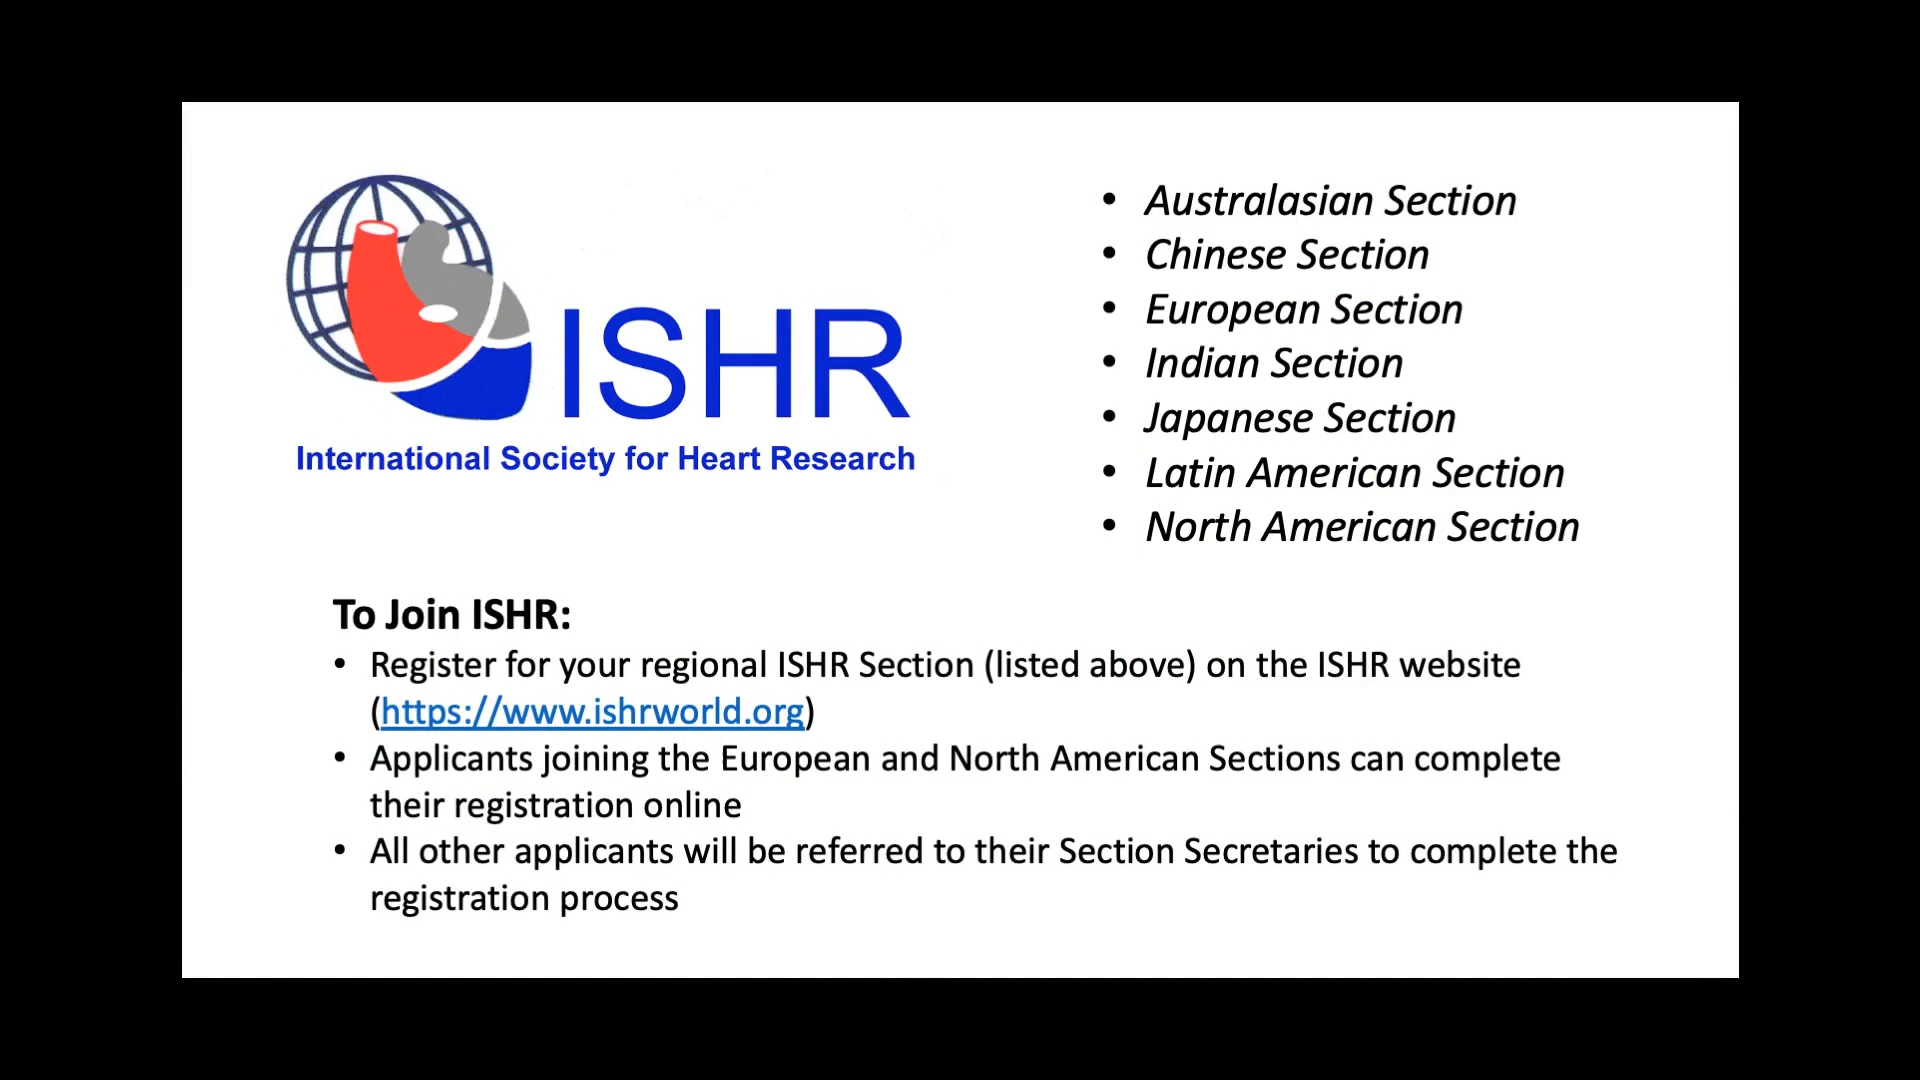 ISHR
International Society for Heart Research
• Australasian Section
• Chinese Section
• European Section
• Indian Section
• Japanese Section
• Latin American Section
• North American Section
To Join ISHR:
• Register for your regional ISHR Section (listed above) on the ISHR website
(https://www.ishrworld.org)
• Applicants joining the European and North American Sections can complete
their registration online
• All other applicants will be referred to their Section Secretaries to complete the
registration process